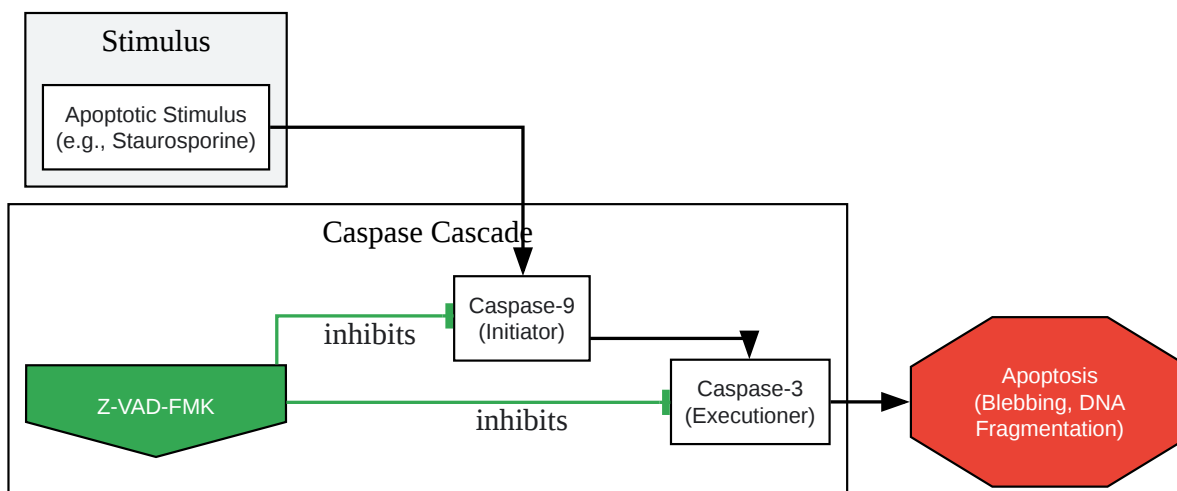 Stimulus
Apoptotic Stimulus
(e.g., Staurosporine)
Caspase Cascade
Caspase-9
(Initiator)
inhibits
Z-VAD-FMK
inhibits
Caspase-3
(Executioner)
Apoptosis
(Blebbing, DNA
Fragmentation)